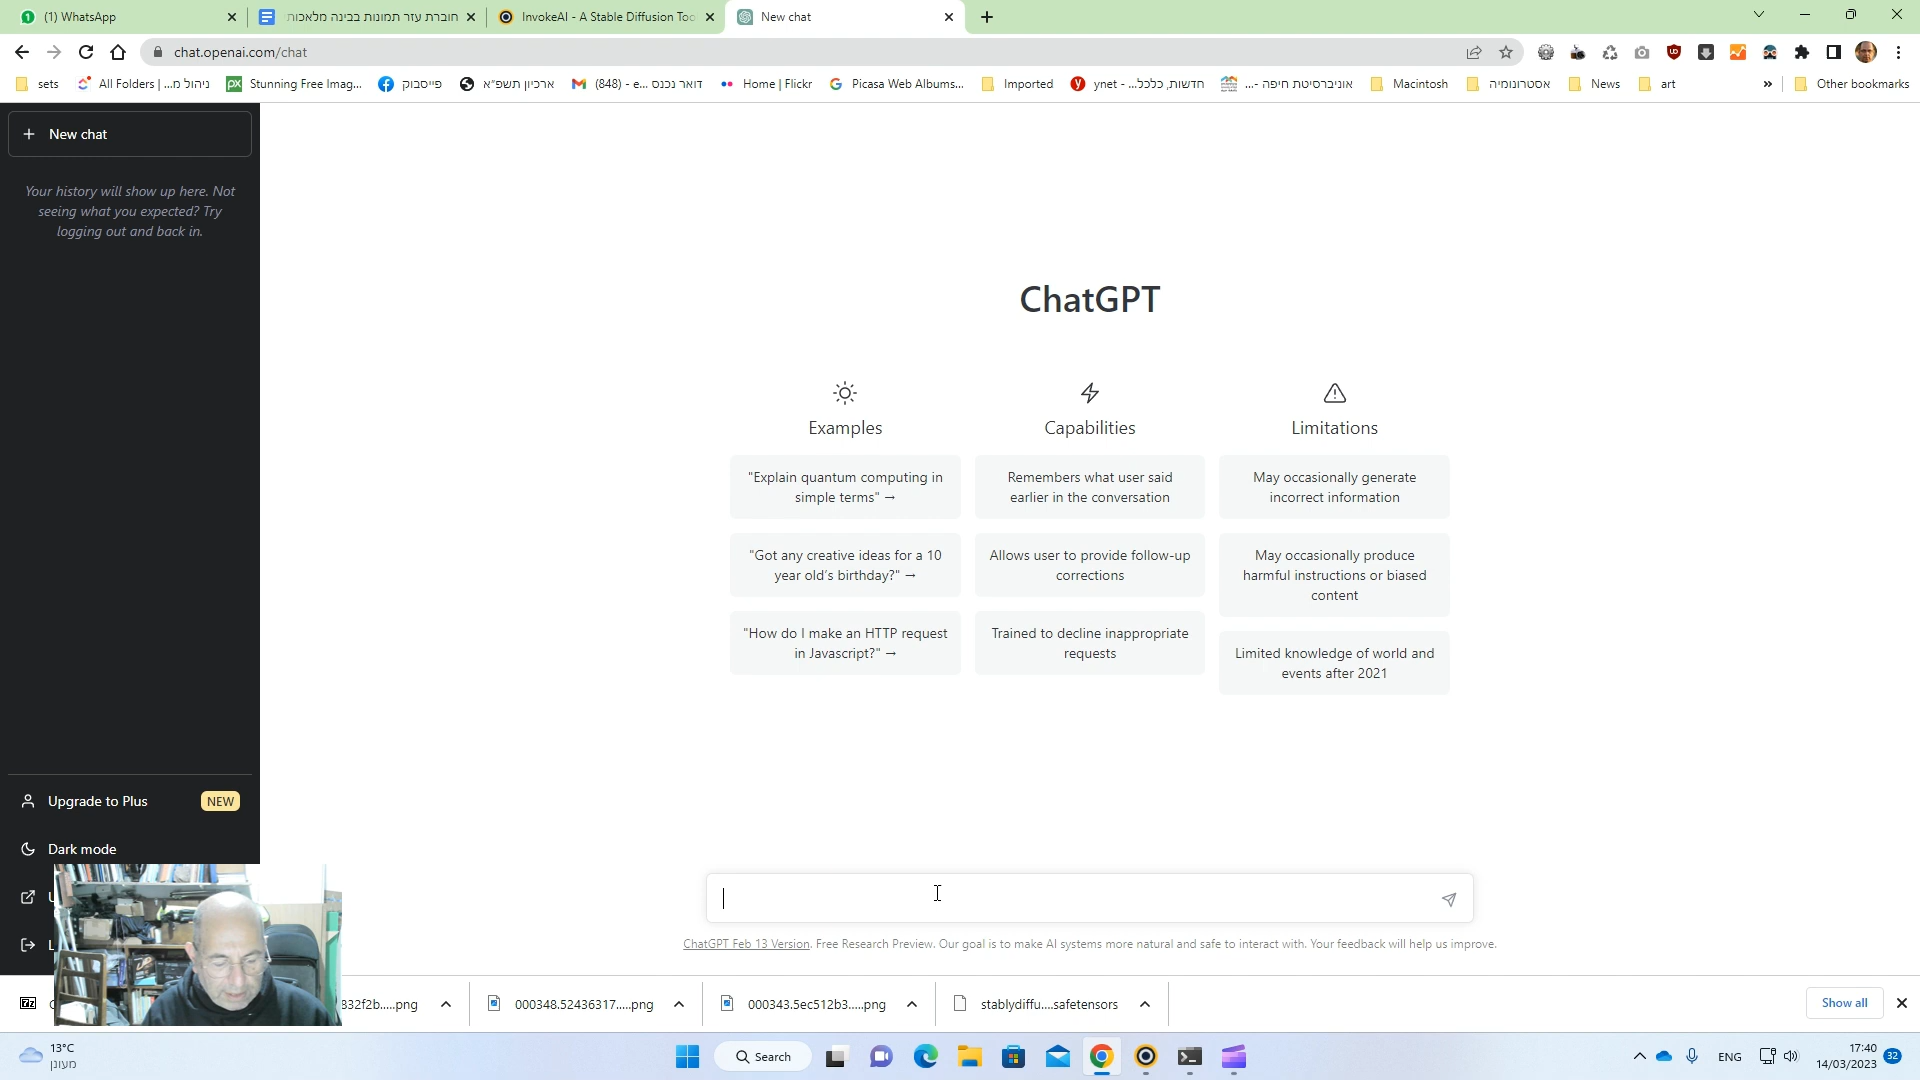 (1) WhatsApp
חוברת עזר תמונות בבינה מלאכות
InvokeAI - A Stable Diffusion Too
New chat
chat.openai.com/chat
sets
All Folders | ...ניהול מ
Stunning Free Imag...
פייסבוק
ארכיון תשפ"א
דואר נכנס (848) - e...
Home | Flickr
Picasa Web Albums...
Imported
ynet - ...חדשות, כלכל
אוניברסיטת חיפה -...
Macintosh
אסטרונומיה
News
art
»
Other bookmarks
+ New chat
Your history will show up here. Not
seeing what you expected? Try
logging out and back in.
ChatGPT
Examples
"Explain quantum computing in
simple terms" →
"Got any creative ideas for a 10
year old's birthday?" →
"How do I make an HTTP request
in Javascript?" →
Capabilities
Remembers what user said
earlier in the conversation
Allows user to provide follow-up
corrections
Trained to decline inappropriate
requests
Limitations
May occasionally generate
incorrect information
May occasionally produce
harmful instructions or biased
content
Limited knowledge of world and
events after 2021
Upgrade to Plus
NEW
Dark mode
U
L
ChatGPT Feb 13 Version. Free Research Preview. Our goal is to make AI systems more natural and safe to interact with. Your feedback will help us improve.
832f2b.....png
000348.52436317.....png
000343.5ec512b3.....png
stablydiffu....safetensors
Show all
13°C
מעונן
Search
ENG
17:40
14/03/2023
32